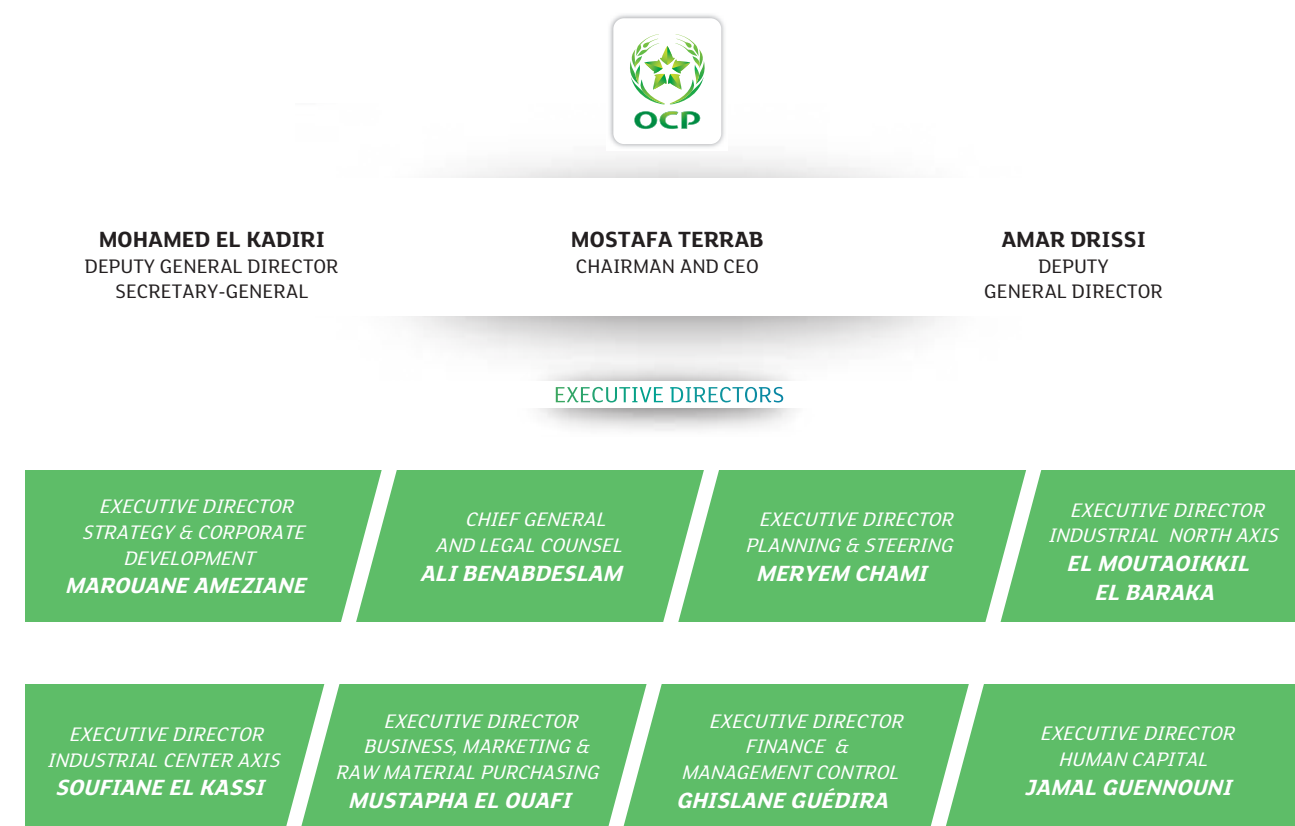 OCP
MOHAMED EL KADIRI
DEPUTY GENERAL DIRECTOR
SECRETARY-GENERAL
MOSTAFA TERRAB
CHAIRMAN AND CEO
AMAR DRISSI
DEPUTY
GENERAL DIRECTOR
EXECUTIVE DIRECTORS
EXECUTIVE DIRECTOR
STRATEGY & CORPORATE
DEVELOPMENT
MAROUANE AMEZIANE
CHIEF GENERAL
AND LEGAL COUNSEL
ALI BENABDESLAM
EXECUTIVE DIRECTOR
PLANNING & STEERING
MERYEM CHAMI
EXECUTIVE DIRECTOR
INDUSTRIAL NORTH AXIS
EL MOUTAOIKKIL
EL BARAKA
EXECUTIVE DIRECTOR
INDUSTRIAL CENTER AXIS
SOUFIANE EL KASSI
EXECUTIVE DIRECTOR
BUSINESS, MARKETING &
RAW MATERIAL PURCHASING
MUSTAPHA EL OUAFI
EXECUTIVE DIRECTOR
FINANCE &
MANAGEMENT CONTROL
GHISLANE GUÉDIRA
EXECUTIVE DIRECTOR
HUMAN CAPITAL
JAMAL GUENNOUNI